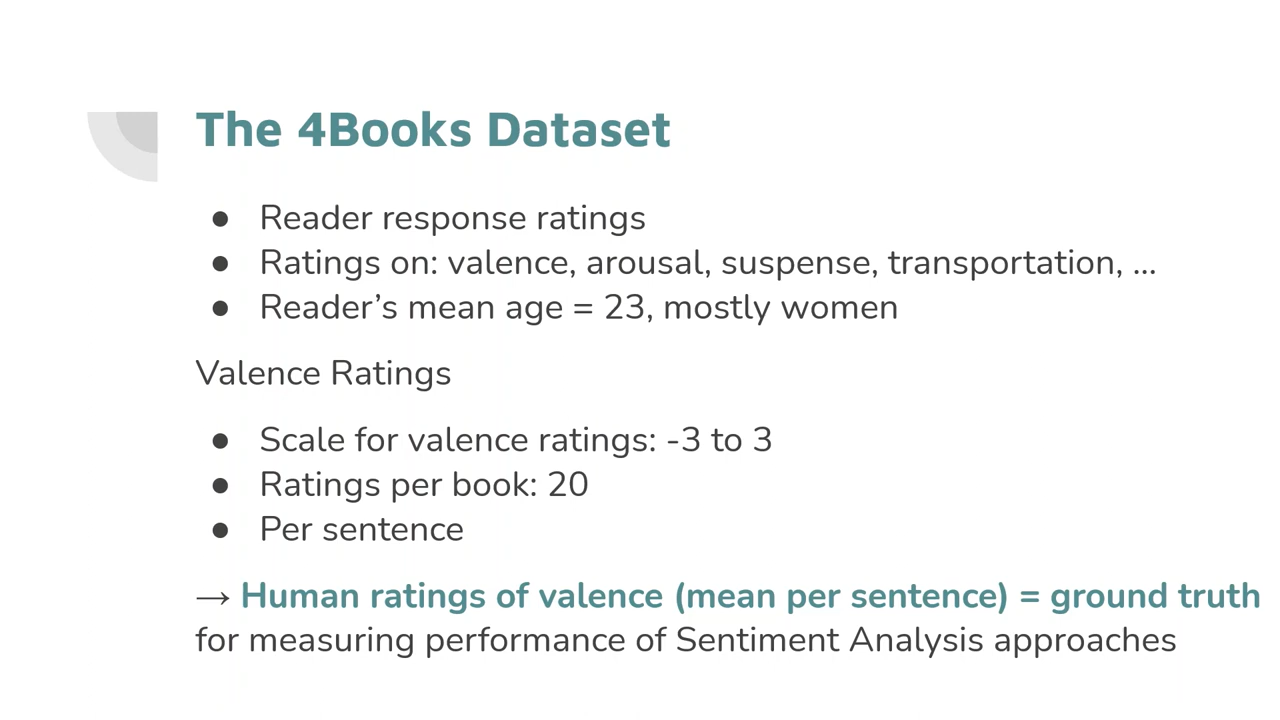 The 4Books Dataset
● Reader response ratings
● Ratings on: valence, arousal, suspense, transportation, ...
● Reader’s mean age = 23, mostly women
Valence Ratings
● Scale for valence ratings: -3 to 3
● Ratings per book: 20
● Per sentence
→ Human ratings of valence (mean per sentence) = ground truth
for measuring performance of Sentiment Analysis approaches